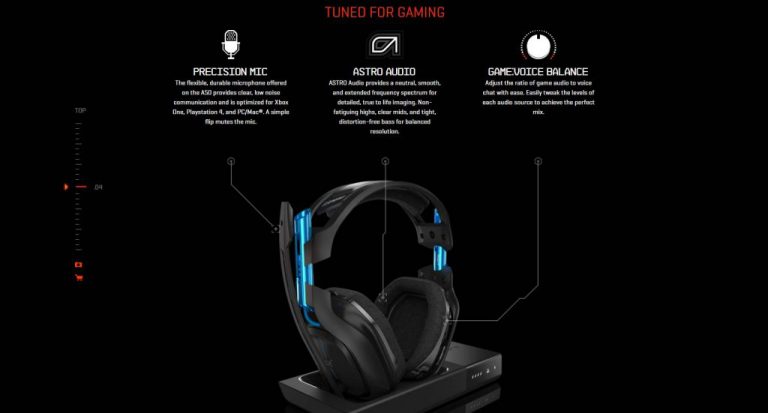 TUNED FOR GAMING
PRECISION MIC
The flexible, durable microphone offered
on the A50 provides clear, low noise
communication and is optimized for Xbox
One, Playstation 4, and PC/Mac®. A simple
flip mutes the mic.
ASTRO AUDIO
ASTRO Audio provides a neutral, smooth,
and extended frequency spectrum for
detailed, true to life imaging. Non-
fatiguing highs, clear mids, and tight,
distortion-free bass for balanced
resolution.
GAME:VOICE BALANCE
Adjust the ratio of game audio to voice
chat with ease. Easily tweak the levels of
each audio source to achieve the perfect
mix.
TOP
.04